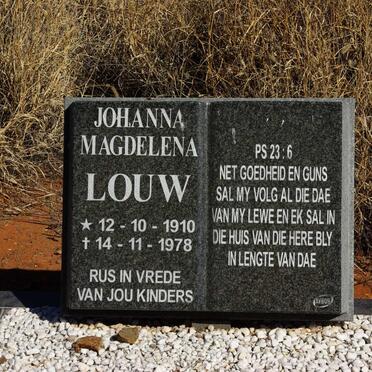 JOHANNA
MAGDELENA
LOUW
★ 12 - 10 - 1910
✝ 14 - 11 - 1978
RUS IN VREDE
VAN JOU KINDERS
PS 23 : 6
NET GOEDHEID EN GUNS
SAL MY VOLG AL DIE DAE
VAN MY LEWE EN EK SAL IN
DIE HUIS VAN DIE HERE BLY
IN LENGTE VAN DAE